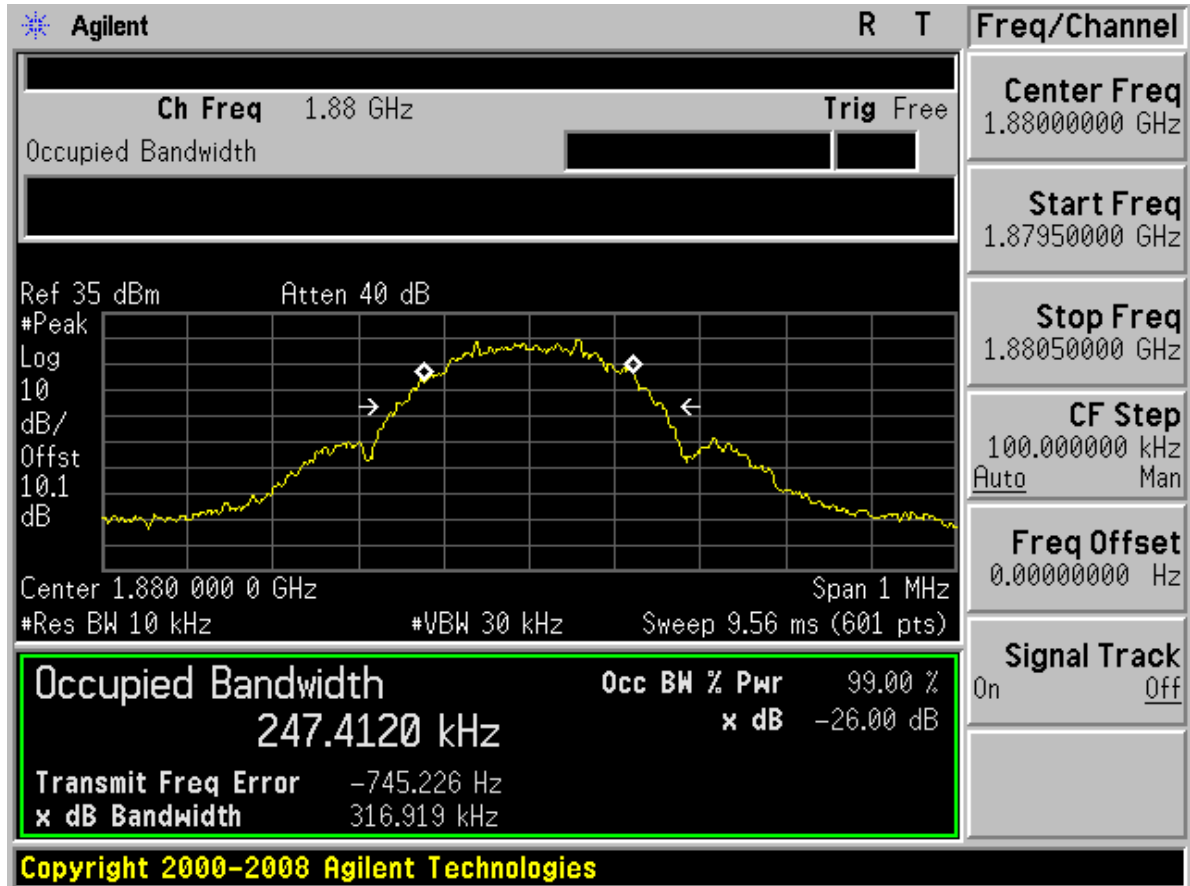 Agilent R T
Ch Freq 1.88 GHz Trig Free
Occupied Bandwidth
Ref 35 dBm Atten 40 dB
#Peak
Log
10
dB/
Offst
10.1
dB
Center 1.880 000 0 GHz Span 1 MHz
#Res BW 10 kHz #VBW 30 kHz Sweep 9.56 ms (601 pts)
Occupied Bandwidth
247.4120 kHz
Occ BW % Pwr 99.00 %
x dB -26.00 dB
Transmit Freq Error -745.226 Hz
x dB Bandwidth 316.919 kHz
Copyright 2000-2008 Agilent Technologies
Freq/Channel
Center Freq
1.88000000 GHz
Start Freq
1.87950000 GHz
Stop Freq
1.88050000 GHz
CF Step
100.000000 kHz
Auto Man
Freq Offset
0.00000000 Hz
Signal Track
On Off